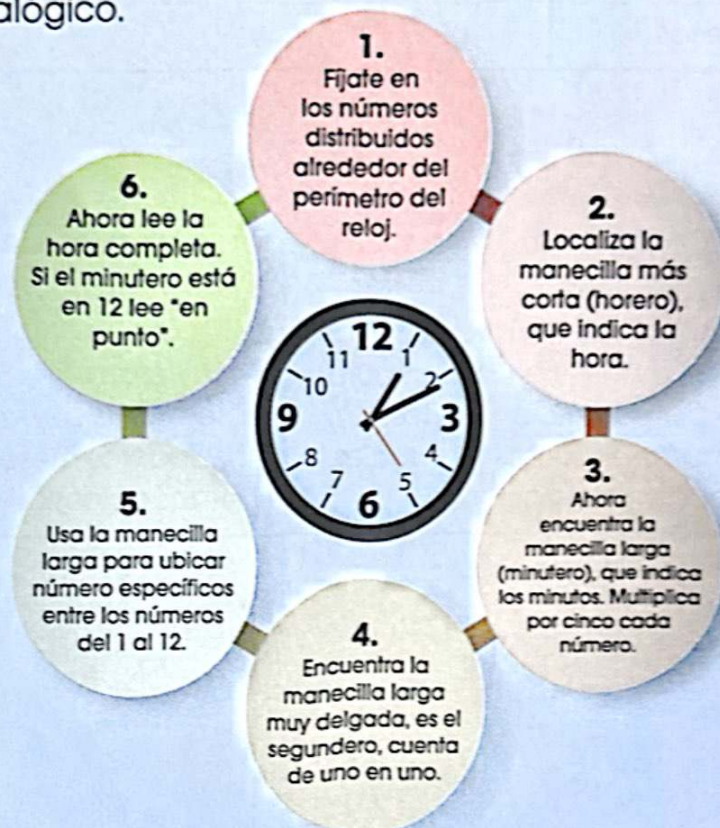 alógico.
1.
Fíjate en
los números
distribuidos
alrededor del
perímetro del
reloj.
2.
Localiza la
manecilla más
corta (horero),
que indica la
hora.
3.
Ahora
encuentra la
manecilla larga
(minutero), que indica
los minutos. Multiplica
por cinco cada
número.
4.
Encuentra la
manecilla larga
muy delgada, es el
segundero, cuenta
de uno en uno.
5.
Usa la manecilla
larga para ubicar
número específicos
entre los números
del 1 al 12.
6.
Ahora lee la
hora completa.
Si el minutero está
en 12 lee "en
punto".
12
1
2
3
4
5
6
7
8
9
10
11